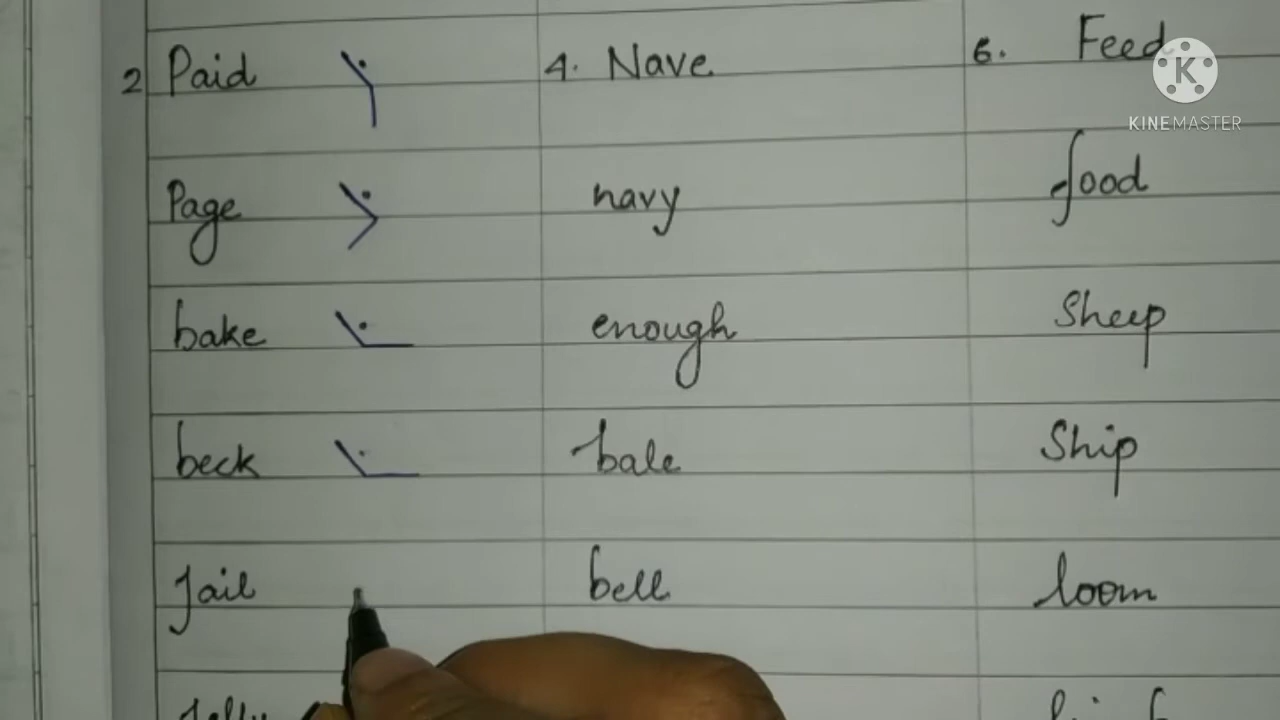 2 Paid 4. Nave 6. Feed
K
KINEMASTER
Page navy food
bake enough Sheep
beck bale Ship
Jail bell loom
Jelly